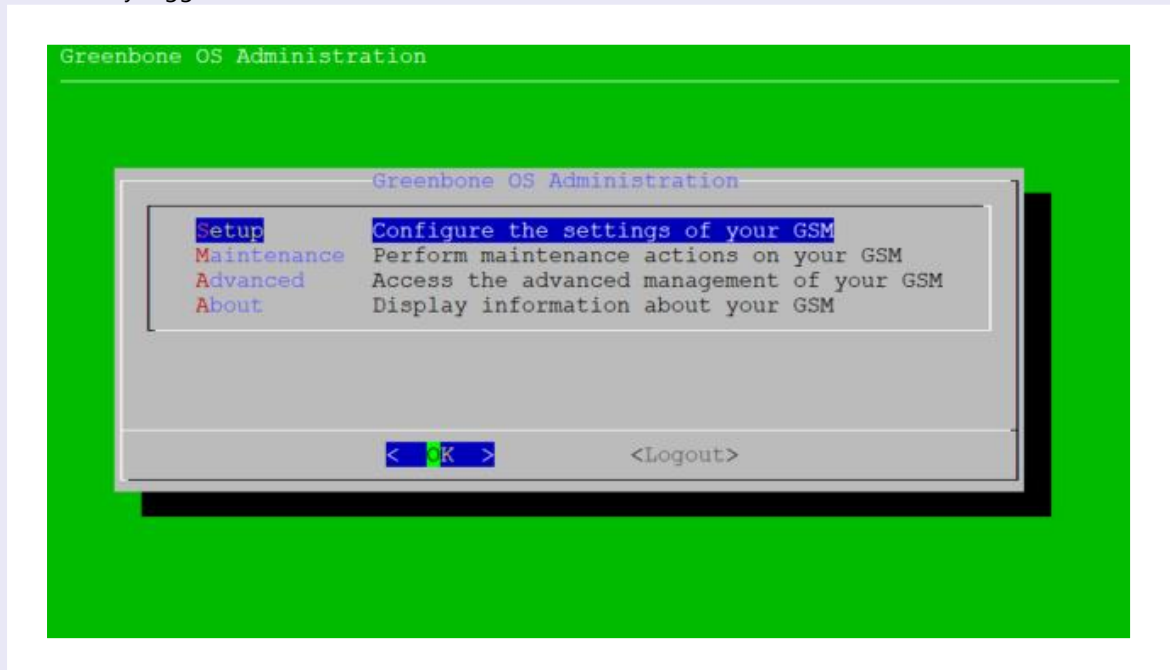 Greenbone OS Administration
Greenbone OS Administration
Setup Configure the settings of your GSM
Maintenance Perform maintenance actions on your GSM
Advanced Access the advanced management of your GSM
About Display information about your GSM
< OK > <Logout>